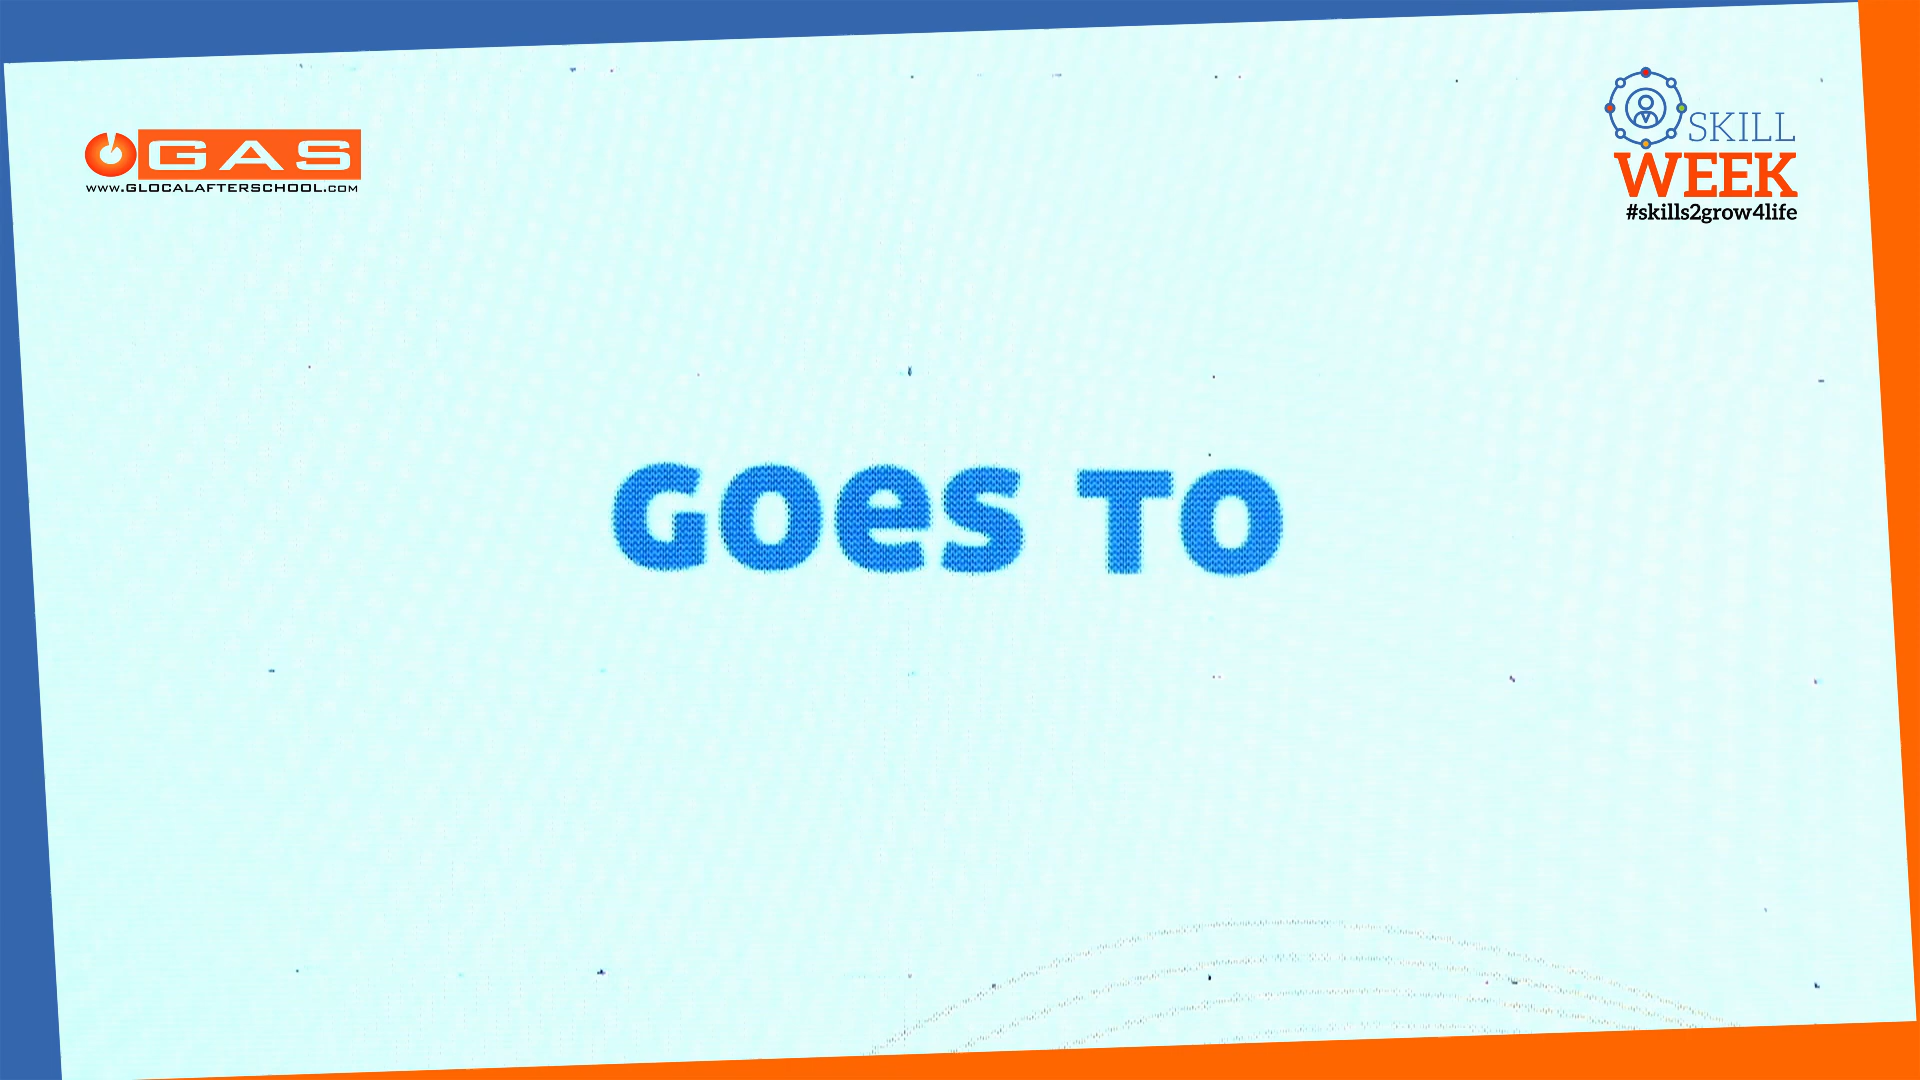 GAS
WWW.GLOCALAFTERSCHOOL.COM
SKILL
WEEK
#skills2grow4life
GOes TO